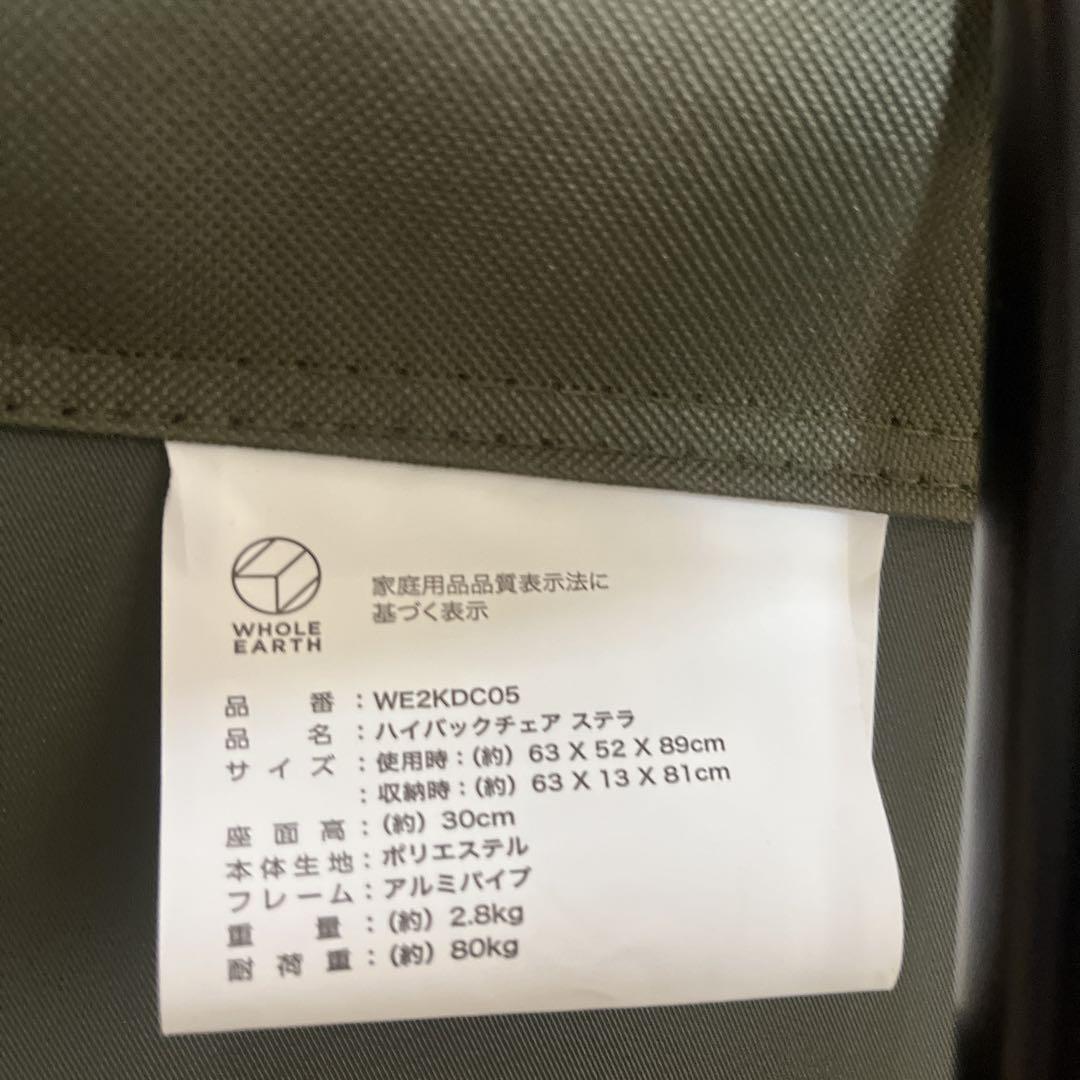 WHOLE
EARTH
家庭用品品質表示法に
基づく表示
品番：WE2KDC05
品名：ハイバックチェア ステラ
サイズ：使用時：（約）63 X 52 X 89cm
：収納時：（約）63 X 13 X 81cm
座面高：（約）30cm
本体生地：ポリエステル
フレーム：アルミパイプ
重量：（約）2.8kg
耐荷重：（約）80kg